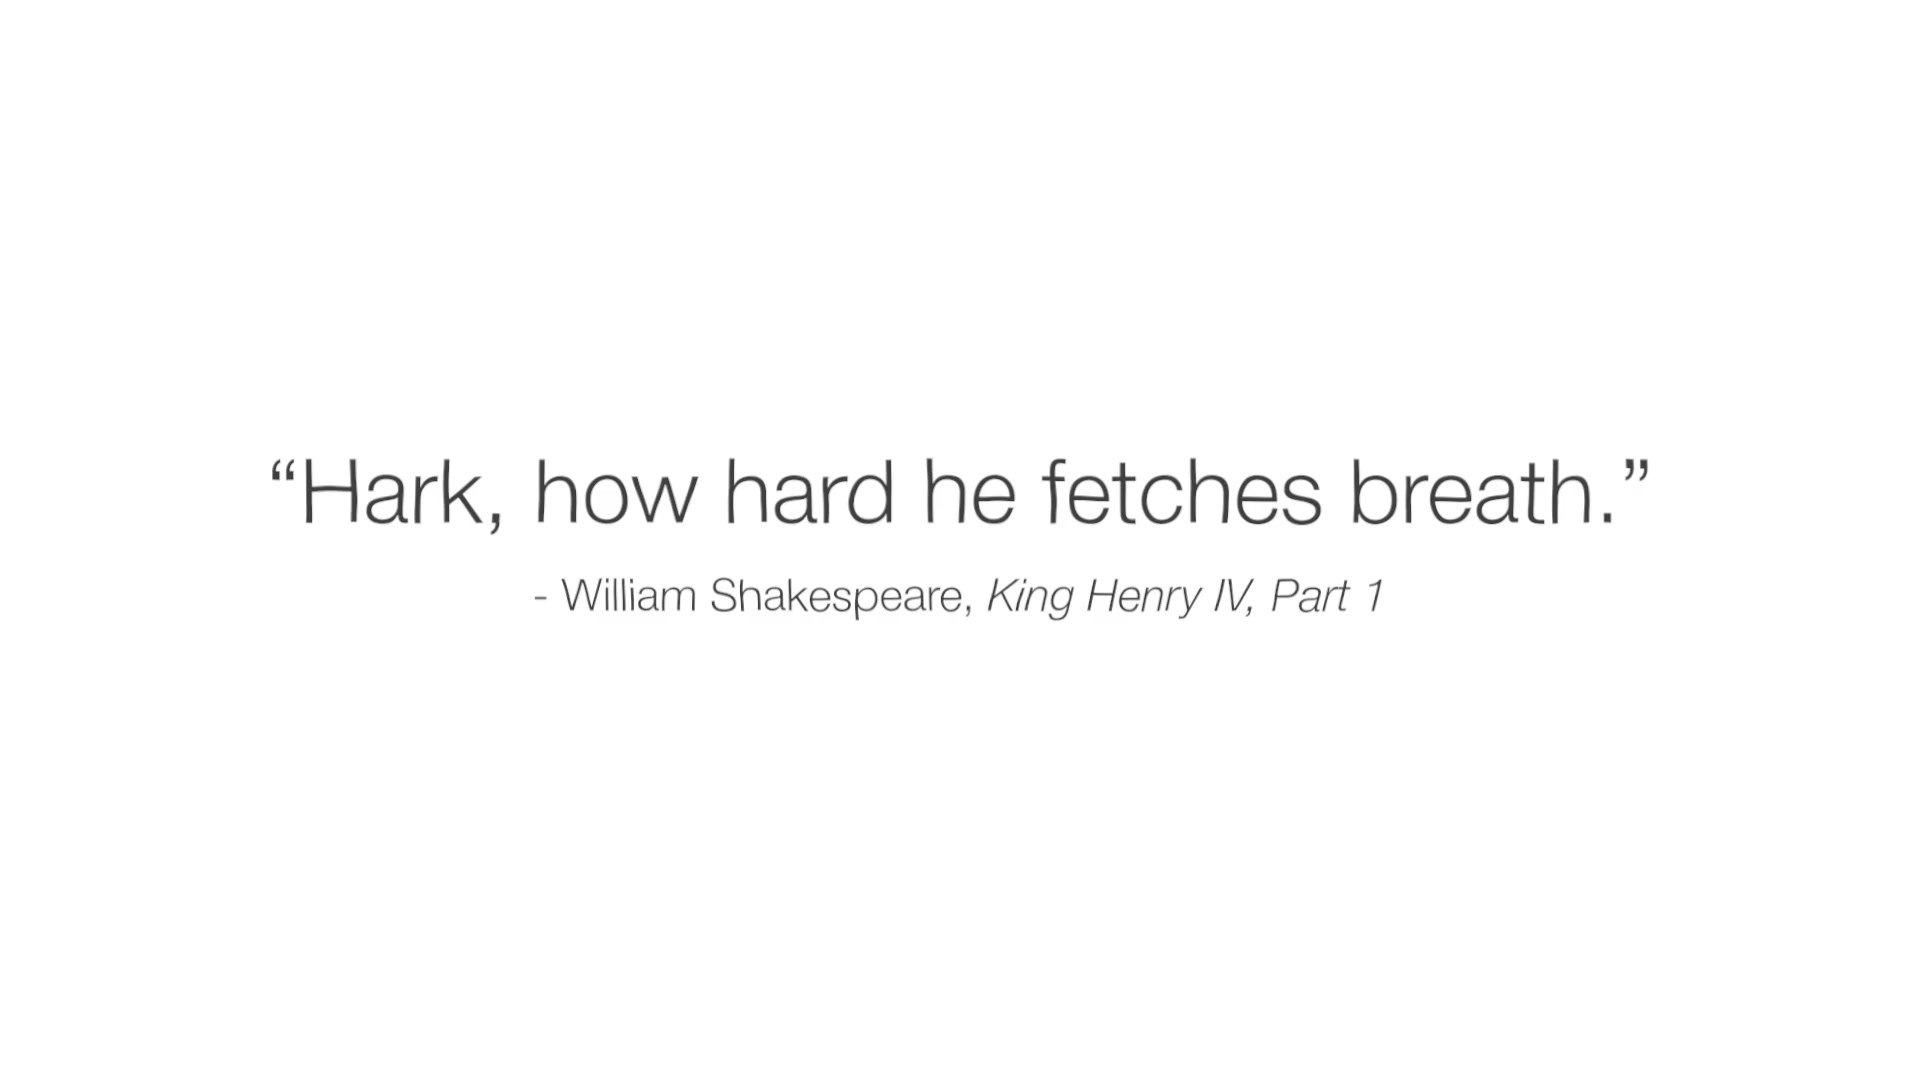 “Hark, how hard he fetches breath.”
- William Shakespeare, King Henry IV, Part 1